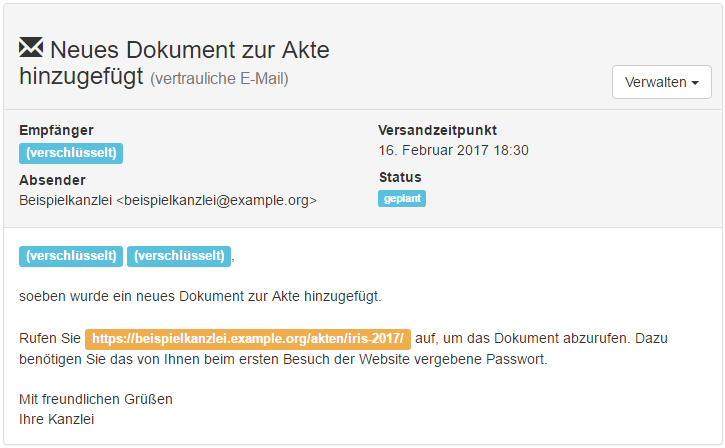 Neues Dokument zur Akte
hinzugefügt (vertrauliche E-Mail)
Verwalten
Empfänger
(verschlüsselt)
Absender
Beispielkanzlei <beispielkanzlei@example.org>
Versandzeitpunkt
16. Februar 2017 18:30
Status
geplant
(verschlüsselt) (verschlüsselt),
soeben wurde ein neues Dokument zur Akte hinzugefügt.
Rufen Sie https://beispielkanzlei.example.org/akten/iris-2017/ auf, um das Dokument abzurufen. Dazu
benötigen Sie das von Ihnen beim ersten Besuch der Website vergebene Passwort.
Mit freundlichen Grüßen
Ihre Kanzlei